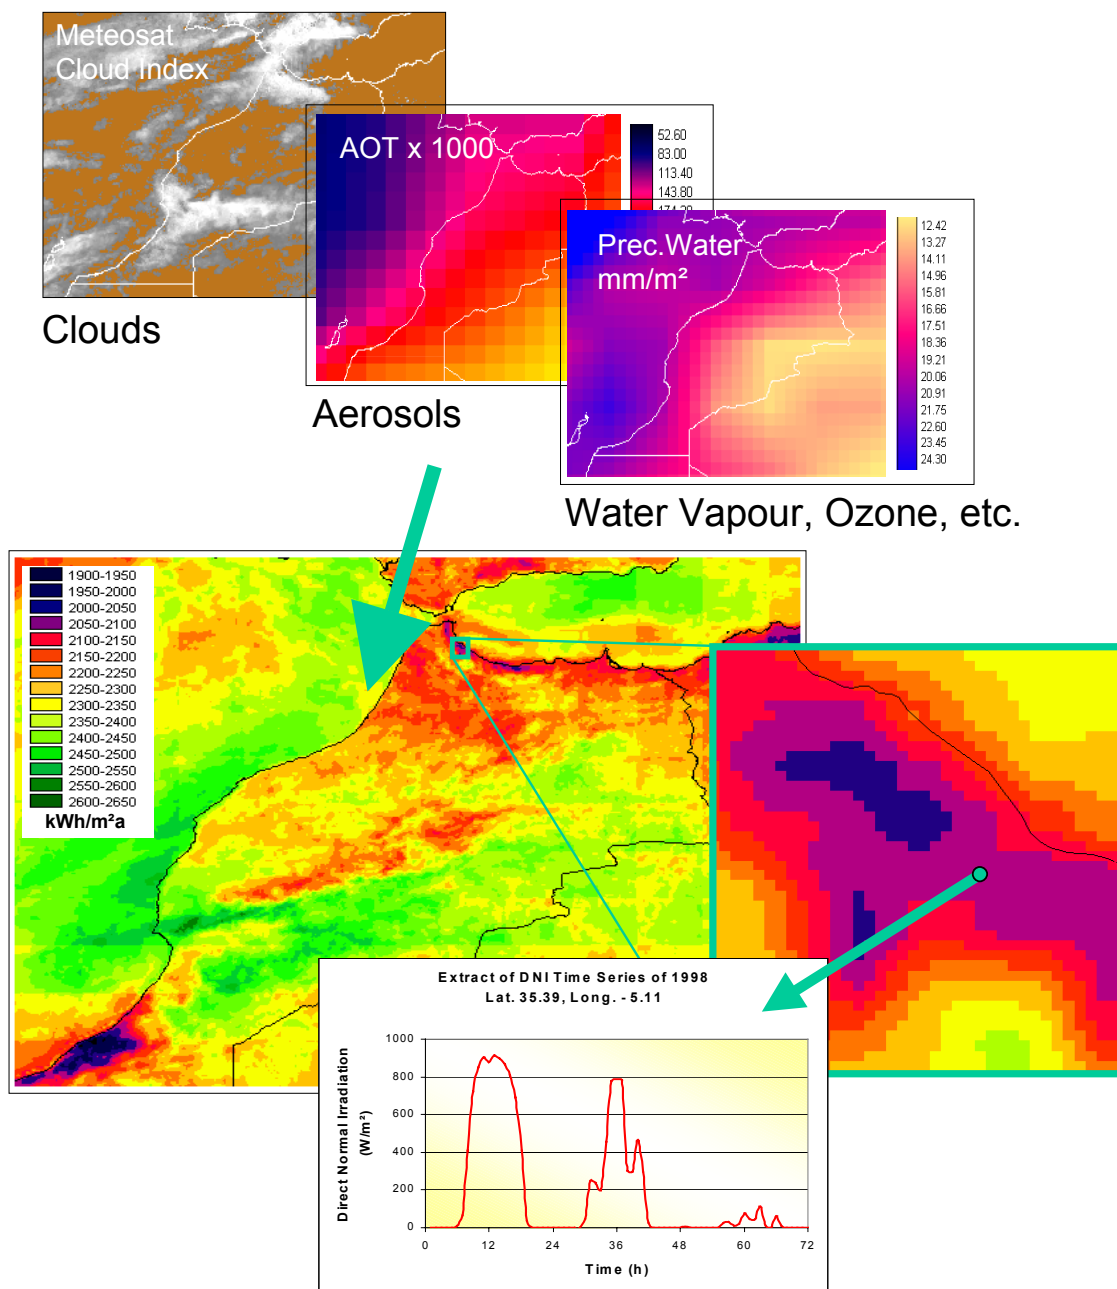 Meteosat
Cloud Index
Clouds
AOT x 1000
52.60
83.00
113.40
143.80
Aerosols
Prec.Water
mm/m²
12.42
13.27
14.11
14.96
15.81
16.66
17.51
18.36
19.21
20.06
20.91
21.75
22.60
23.45
24.30
Water Vapour, Ozone, etc.
1900-1950
1950-2000
2000-2050
2050-2100
2100-2150
2150-2200
2200-2250
2250-2300
2300-2350
2350-2400
2400-2450
2450-2500
2500-2550
2550-2600
2600-2650
kWh/m²a
Extract of DNI Time Series of 1998
Lat. 35.39, Long. -5.11
Direct Normal Irradiation
(W/m²)
1000
800
600
400
200
0
0 12 24 36 48 60 72
Time (h)